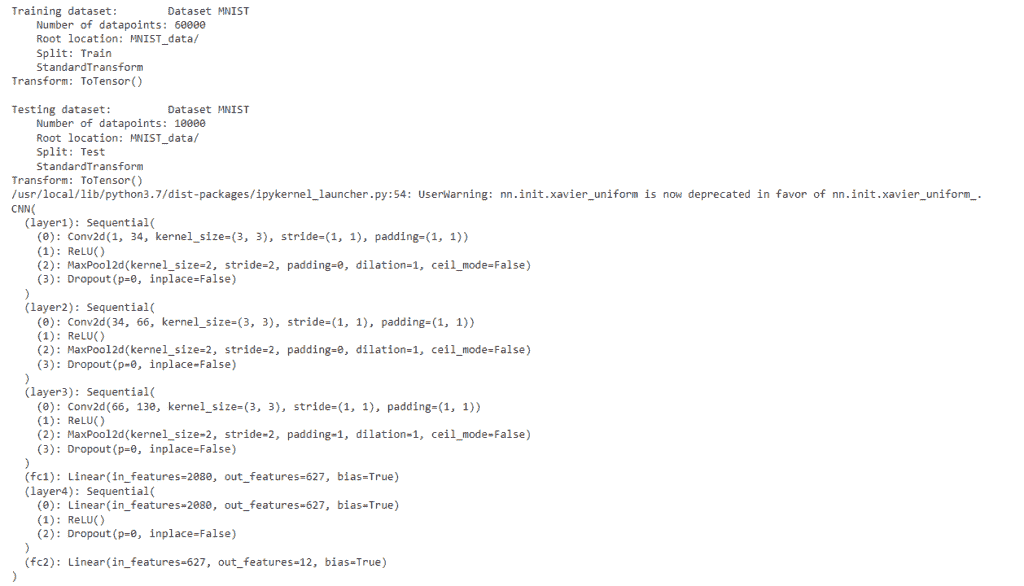 Training dataset:         Dataset MNIST
    Number of datapoints: 60000
    Root location: MNIST_data/
    Split: Train
    StandardTransform
Transform: ToTensor()

Testing dataset:         Dataset MNIST
    Number of datapoints: 10000
    Root location: MNIST_data/
    Split: Test
    StandardTransform
Transform: ToTensor()
/usr/local/lib/python3.7/dist-packages/ipykernel_launcher.py:54: UserWarning: nn.init.xavier_uniform is now deprecated in favor of nn.init.xavier_uniform_.
CNN(
  (layer1): Sequential(
    (0): Conv2d(1, 34, kernel_size=(3, 3), stride=(1, 1), padding=(1, 1))
    (1): ReLU()
    (2): MaxPool2d(kernel_size=2, stride=2, padding=0, dilation=1, ceil_mode=False)
    (3): Dropout(p=0, inplace=False)
  )
  (layer2): Sequential(
    (0): Conv2d(34, 66, kernel_size=(3, 3), stride=(1, 1), padding=(1, 1))
    (1): ReLU()
    (2): MaxPool2d(kernel_size=2, stride=2, padding=0, dilation=1, ceil_mode=False)
    (3): Dropout(p=0, inplace=False)
  )
  (layer3): Sequential(
    (0): Conv2d(66, 130, kernel_size=(3, 3), stride=(1, 1), padding=(1, 1))
    (1): ReLU()
    (2): MaxPool2d(kernel_size=2, stride=2, padding=1, dilation=1, ceil_mode=False)
    (3): Dropout(p=0, inplace=False)
  )
  (fc1): Linear(in_features=2080, out_features=627, bias=True)
  (layer4): Sequential(
    (0): Linear(in_features=2080, out_features=627, bias=True)
    (1): ReLU()
    (2): Dropout(p=0, inplace=False)
  )
  (fc2): Linear(in_features=627, out_features=12, bias=True)
)